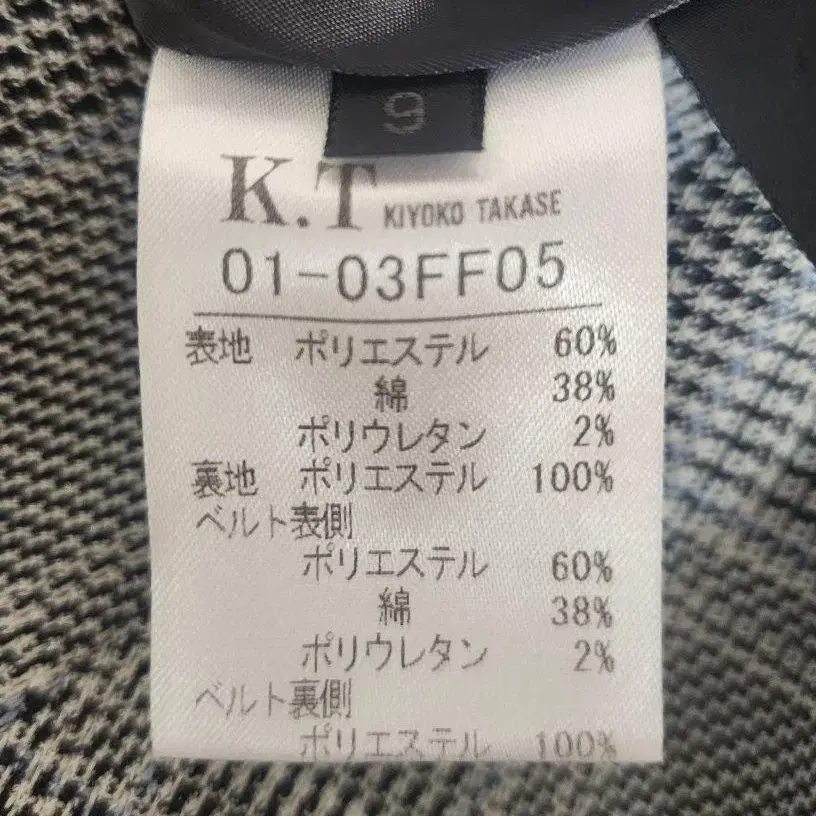 9
K.T KIYOKO TAKASE
01-03FF05
表地 ポリエステル 60%
綿 38%
ポリウレタン 2%
裏地 ポリエステル 100%
ベルト表側
ポリエステル 60%
綿 38%
ポリウレタン 2%
ベルト裏側
ポリエステル 100%